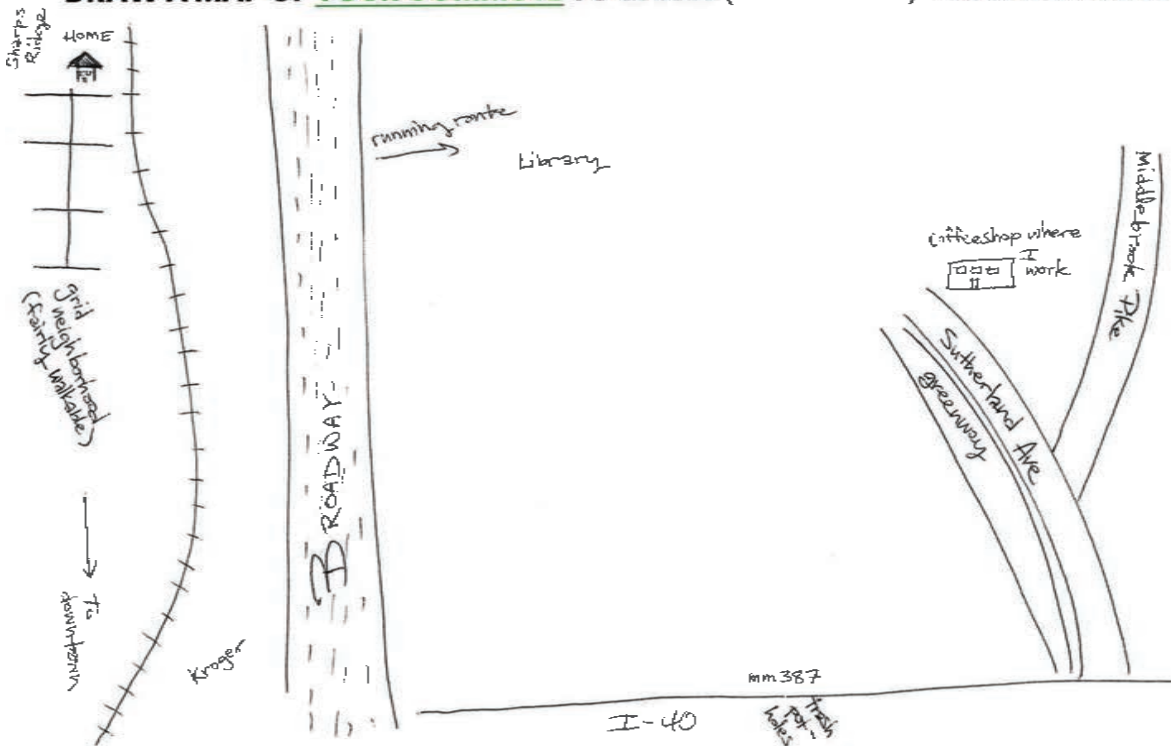 Sharps
Ridge
HOME
running route
Library
Middlebrook Pike
coffeeshop where
I
work
grid
neighborhood
(fairly walkable)
Sutherland Ave
greenway
BROADWAY
to
downtown
Kroger
mm 387
I-40
trash
pot-
holes